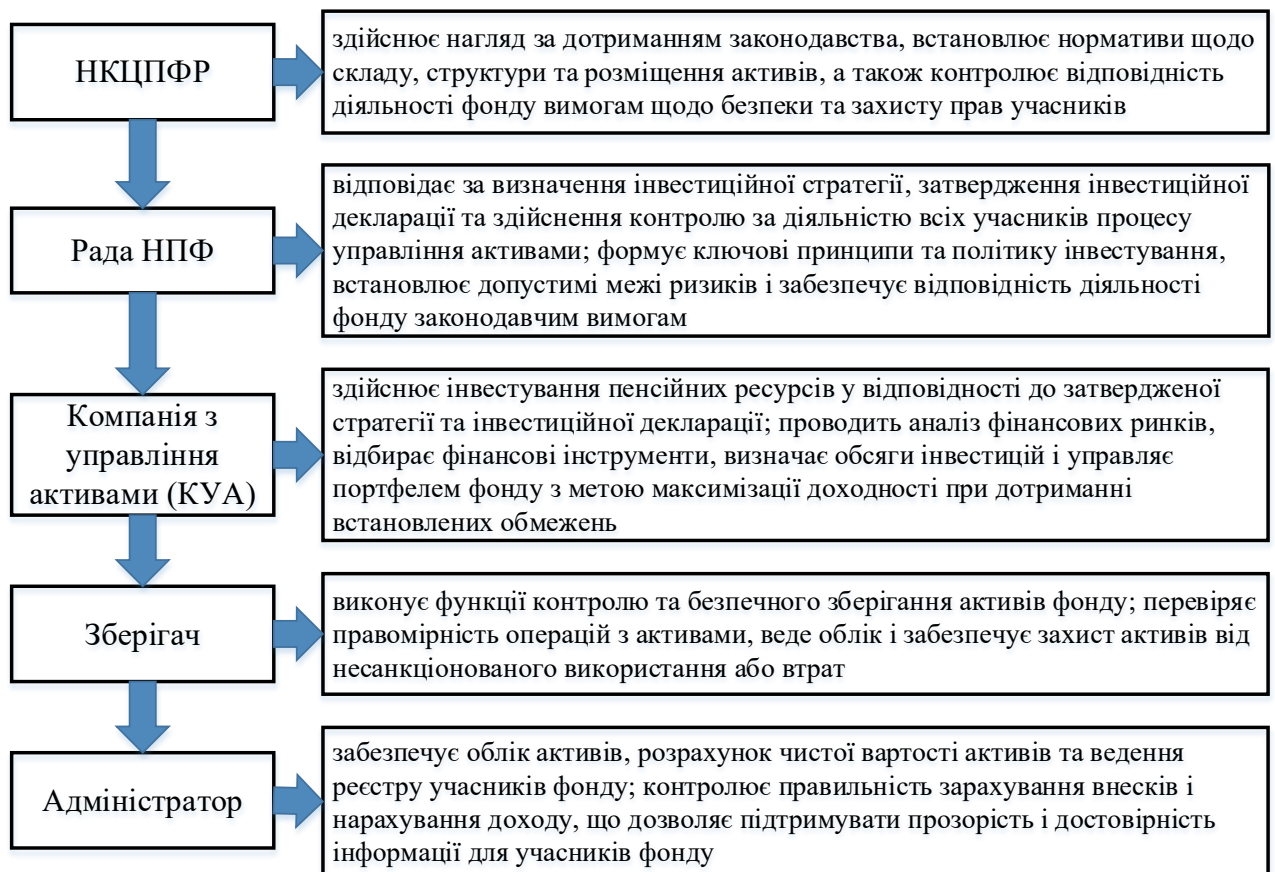 НКЦПФР
здійснює нагляд за дотриманням законодавства, встановлює нормативи щодо
складу, структури та розміщення активів, а також контролює відповідність
діяльності фонду вимогам щодо безпеки та захисту прав учасників
Рада НПФ
відповідає за визначення інвестиційної стратегії, затвердження інвестиційної
декларації та здійснення контролю за діяльністю всіх учасників процесу
управління активами; формує ключові принципи та політику інвестування,
встановлює допустимі межі ризиків і забезпечує відповідність діяльності
фонду законодавчим вимогам
Компанія з
управління
активами (КУА)
здійснює інвестування пенсійних ресурсів у відповідності до затвердженої
стратегії та інвестиційної декларації; проводить аналіз фінансових ринків,
відбирає фінансові інструменти, визначає обсяги інвестицій і управляє
портфелем фонду з метою максимізації доходності при дотриманні
встановлених обмежень
Зберігач
виконує функції контролю та безпечного зберігання активів фонду; перевіряє
правомірність операцій з активами, веде облік і забезпечує захист активів від
несанкціонованого використання або втрат
Адміністратор
забезпечує облік активів, розрахунок чистої вартості активів та ведення
реєстру учасників фонду; контролює правильність зарахування внесків і
нарахування доходу, що дозволяє підтримувати прозорість і достовірність
інформації для учасників фонду